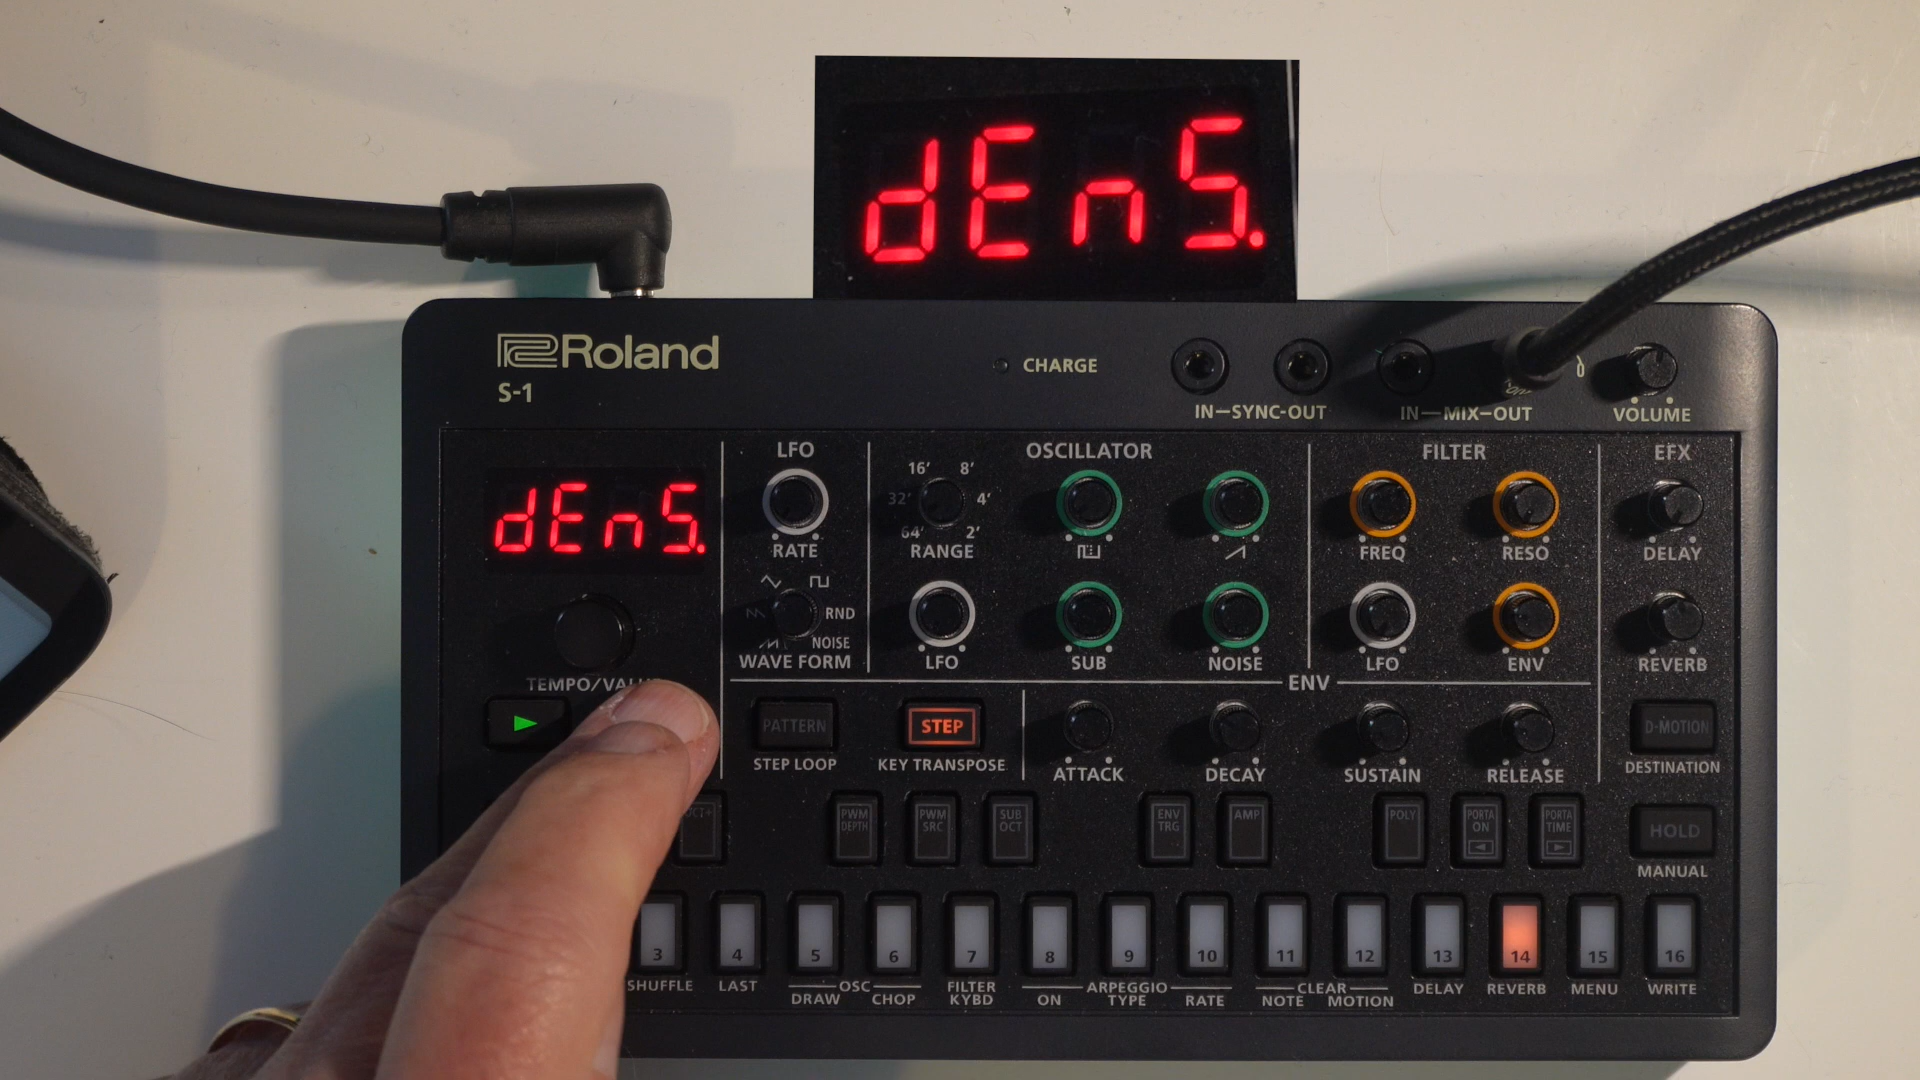 dEnS.
Roland
S-1
CHARGE
IN—SYNC-OUT
IN—MIX—OUT
VOLUME
LFO
OSCILLATOR
FILTER
EFX
dEnS.
16' 8'
32' 4'
64' 2'
RATE
RANGE
FREQ
RESO
DELAY
RND
NOISE
WAVE FORM
LFO
SUB
NOISE
LFO
ENV
REVERB
TEMPO/VALU
ENV
PATTERN
STEP
D-MOTION
STEP LOOP
KEY TRANSPOSE
ATTACK
DECAY
SUSTAIN
RELEASE
DESTINATION
PWM DEPTH
PWM SRC
SUB OCT
ENV TRG
AMP
POLY
PORTA ON
PORTA TIME
HOLD
MANUAL
3 4 5 6 7 8 9 10 11 12 13 14 15 16
SHUFFLE LAST OSC FILTER ARPEGGIO CLEAR DELAY REVERB MENU WRITE
DRAW CHOP KYBD ON TYPE RATE NOTE MOTION